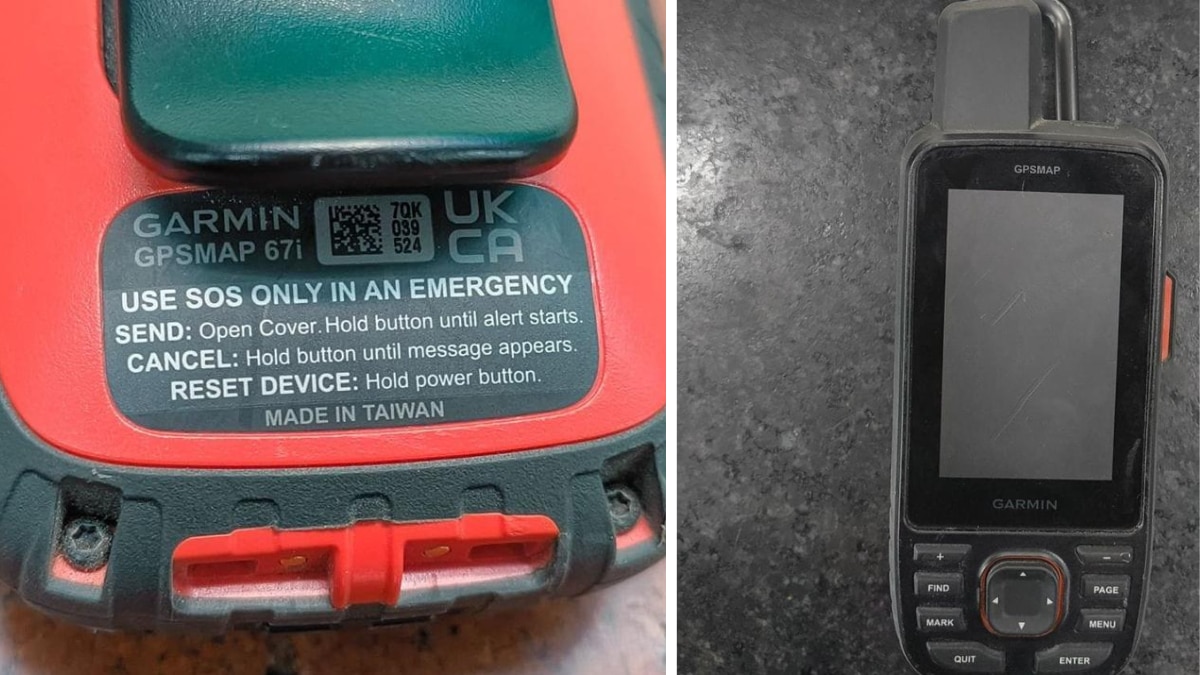 GARMIN
GPSMAP 67i
7QK
039
524
UK
CA
USE SOS ONLY IN AN EMERGENCY
SEND: Open Cover. Hold button until alert starts.
CANCEL: Hold button until message appears.
RESET DEVICE: Hold power button.
MADE IN TAIWAN
GPSMAP
GARMIN
+ -
FIND PAGE
MARK MENU
QUIT ENTER